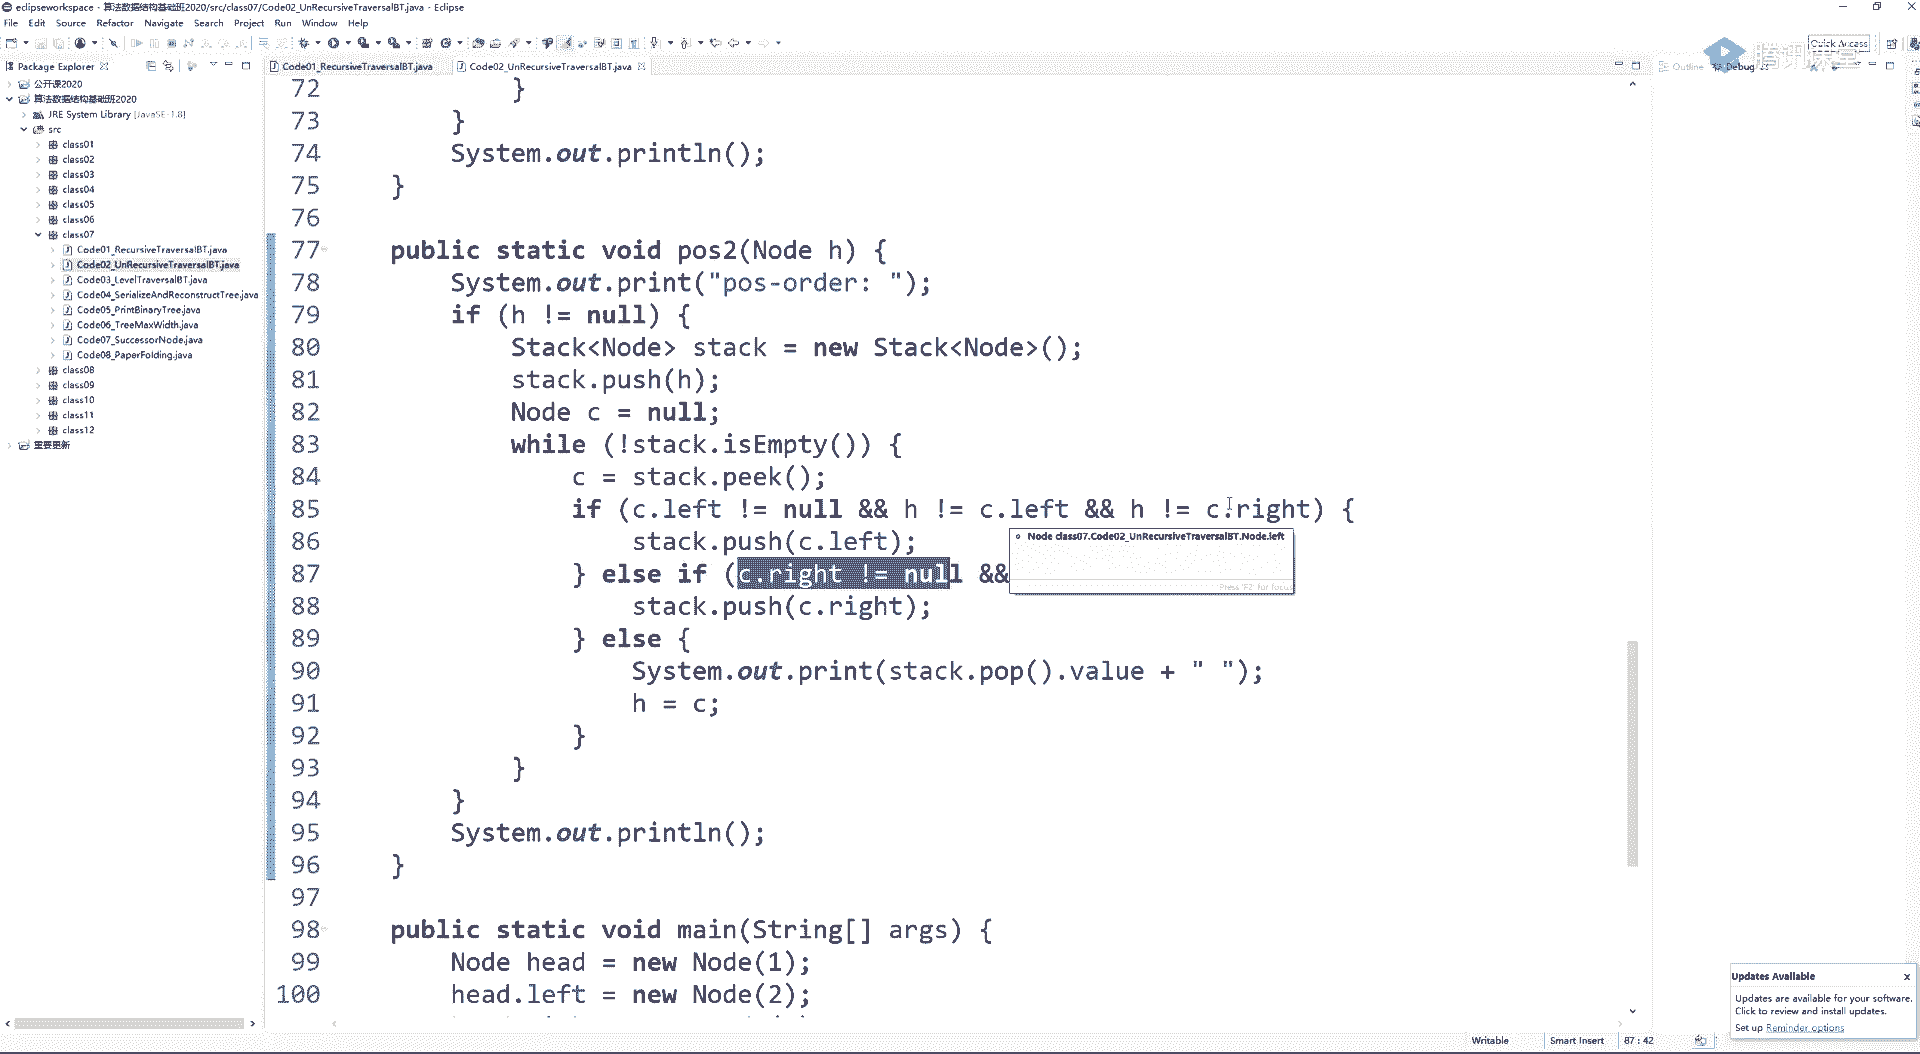 eclipseworkspace - 算法数据结构基础班2020/src/class07/Code02_UnRecursiveTraversalBT.java - Eclipse
File Edit Source Refactor Navigate Search Project Run Window Help
Quick Access
腾讯课堂
Package Explorer
Code01_RecursiveTraversalBT.java
Code02_UnRecursiveTraversalBT.java
Outline
Debug
公开课2020
算法数据结构基础班2020
JRE System Library [JavaSE-1.8]
src
class01
class02
class03
class04
class05
class06
class07
Code01_RecursiveTraversalBT.java
Code02_UnRecursiveTraversalBT.java
Code03_LevelTraversalBT.java
Code04_SerializeAndReconstructTree.java
Code05_PrintBinaryTree.java
Code06_TreeMaxWidth.java
Code07_SuccessorNode.java
Code08_PaperFolding.java
class08
class09
class10
class11
class12
重要更新
72 }
73 }
74 System.out.println();
75 }
76
77 public static void pos2(Node h) {
78 System.out.print("pos-order: ");
79 if (h != null) {
80 Stack<Node> stack = new Stack<Node>();
81 stack.push(h);
82 Node c = null;
83 while (!stack.isEmpty()) {
84 c = stack.peek();
85 if (c.left != null && h != c.left && h != c.right) {
86 stack.push(c.left);
87 } else if (c.right != null &&
88 stack.push(c.right);
89 } else {
90 System.out.print(stack.pop().value + " ");
91 h = c;
92 }
93 }
94 }
95 System.out.println();
96 }
97
98 public static void main(String[] args) {
99 Node head = new Node(1);
100 head.left = new Node(2);
Node class07.Code02_UnRecursiveTraversalBT.Node.left
Press 'F2' for focus
Updates Available x
Updates are available for your software.
Click to review and install updates.
Set up Reminder options
Writable Smart Insert 87 : 42